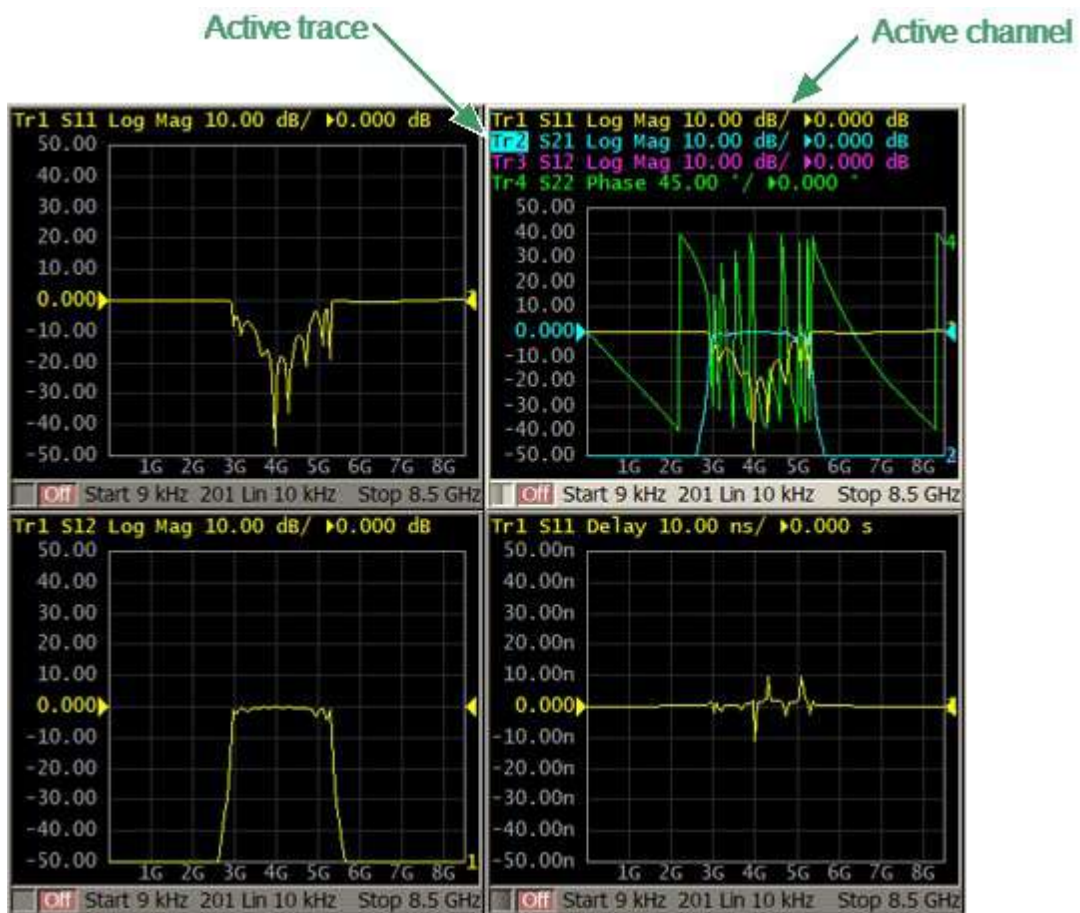 Active trace
Active channel
Tr1 S11 Log Mag 10.00 dB/ ▶0.000 dB
50.00
40.00
30.00
20.00
10.00
0.000
-10.00
-20.00
-30.00
-40.00
-50.00
1G 2G 3G 4G 5G 6G 7G 8G
Off Start 9 kHz 201 Lin 10 kHz Stop 8.5 GHz
Tr1 S11 Log Mag 10.00 dB/ ▶0.000 dB
Tr2 S21 Log Mag 10.00 dB/ ▶0.000 dB
Tr3 S12 Log Mag 10.00 dB/ ▶0.000 dB
Tr4 S22 Phase 45.00 °/ ▶0.000 °
50.00
40.00
30.00
20.00
10.00
0.000
-10.00
-20.00
-30.00
-40.00
-50.00
4
2
1G 2G 3G 4G 5G 6G 7G 8G
Off Start 9 kHz 201 Lin 10 kHz Stop 8.5 GHz
Tr1 S12 Log Mag 10.00 dB/ ▶0.000 dB
50.00
40.00
30.00
20.00
10.00
0.000
-10.00
-20.00
-30.00
-40.00
-50.00
1
1G 2G 3G 4G 5G 6G 7G 8G
Off Start 9 kHz 201 Lin 10 kHz Stop 8.5 GHz
Tr1 S11 Delay 10.00 ns/ ▶0.000 s
50.00n
40.00n
30.00n
20.00n
10.00n
0.000
-10.00n
-20.00n
-30.00n
-40.00n
-50.00n
1G 2G 3G 4G 5G 6G 7G 8G
Off Start 9 kHz 201 Lin 10 kHz Stop 8.5 GHz